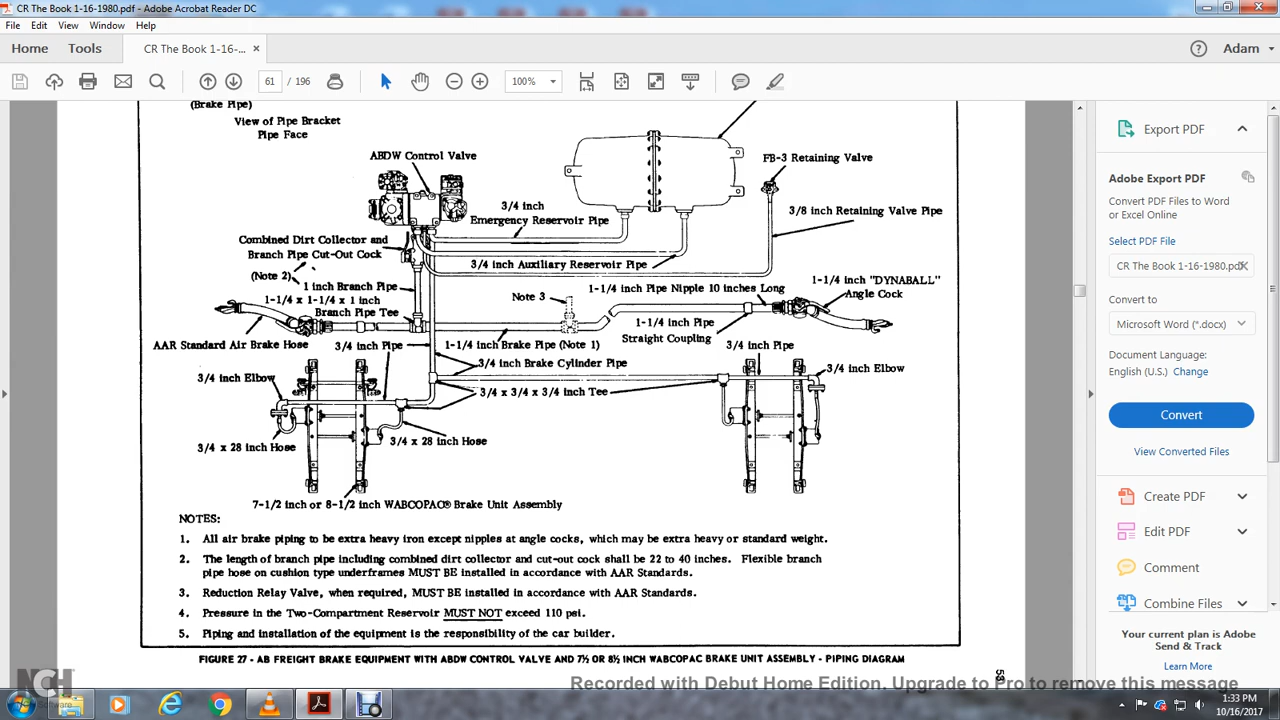 CR The Book 1-16-1980.pdf - Adobe Acrobat Reader DC
File Edit View Window Help
Home Tools CR The Book 1-16-... × Adam
61 / 196 100%
(Brake Pipe)
View of Pipe Bracket
Pipe Face
ABDW Control Valve
FB-3 Retaining Valve
3/4 inch
Emergency Reservoir Pipe
3/8 inch Retaining Valve Pipe
Combined Dirt Collector and
Branch Pipe Cut-Out Cock
3/4 inch Auxiliary Reservoir Pipe
(Note 2)
1 inch Branch Pipe
1-1/4 x 1-1/4 x 1 inch
Branch Pipe Tee
Note 3
1-1/4 inch Pipe Nipple 10 inches Long
1-1/4 inch "DYNABALL"
Angle Cock
1-1/4 inch Pipe
Straight Coupling
AAR Standard Air Brake Hose
3/4 inch Pipe
1-1/4 inch Brake Pipe (Note 1)
3/4 inch Pipe
3/4 inch Brake Cylinder Pipe
3/4 inch Elbow
3/4 inch Elbow
3/4 x 3/4 x 3/4 inch Tee
3/4 x 28 inch Hose
3/4 x 28 inch Hose
7-1/2 inch or 8-1/2 inch WABCOPAC® Brake Unit Assembly
NOTES:
1. All air brake piping to be extra heavy iron except nipples at angle cocks, which may be extra heavy or standard weight.
2. The length of branch pipe including combined dirt collector and cut-out cock shall be 22 to 40 inches. Flexible branch
pipe hose on cushion type underframes MUST BE installed in accordance with AAR Standards.
3. Reduction Relay Valve, when required, MUST BE installed in accordance with AAR Standards.
4. Pressure in the Two-Compartment Reservoir MUST NOT exceed 110 psi.
5. Piping and installation of the equipment is the responsibility of the car builder.
FIGURE 27 - AB FREIGHT BRAKE EQUIPMENT WITH ABDW CONTROL VALVE AND 7½ OR 8½ INCH WABCOPAC BRAKE UNIT ASSEMBLY - PIPING DIAGRAM
Export PDF
Adobe Export PDF
Convert PDF Files to Word
or Excel Online
Select PDF File
CR The Book 1-16-1980.pdf
Convert to
Microsoft Word (*.docx)
Document Language:
English (U.S.) Change
Convert
View Converted Files
Create PDF
Edit PDF
Comment
Combine Files
Your current plan is Adobe
Send & Track
Learn More
NCH
Software
Recorded with Debut Home Edition. Upgrade to Pro to remove this message
1:33 PM
10/16/2017